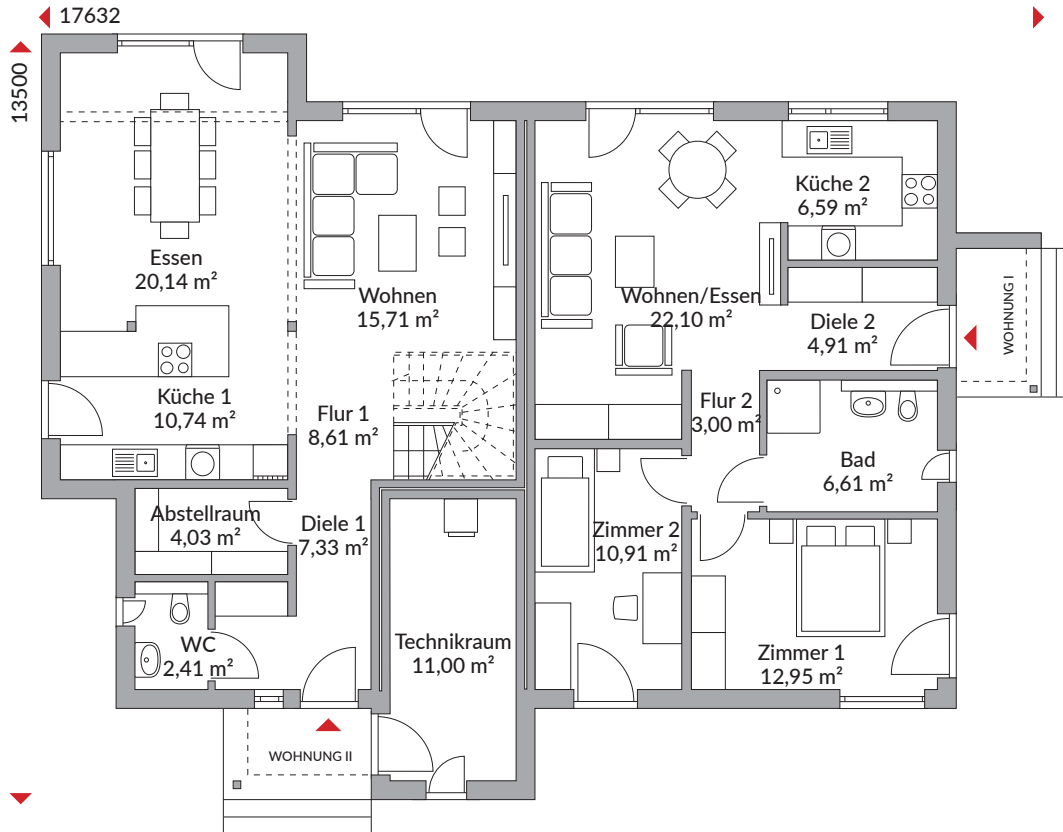 17632
13500
Essen
20,14 m²
Wohnen
15,71 m²
Küche 1
10,74 m²
Flur 1
8,61 m²
Abstellraum
4,03 m²
Diele 1
7,33 m²
WC
2,41 m²
Technikraum
11,00 m²
WOHNUNG II
Küche 2
6,59 m²
Wohnen/Essen
22,10 m²
Diele 2
4,91 m²
WOHNUNG I
Flur 2
3,00 m²
Bad
6,61 m²
Zimmer 2
10,91 m²
Zimmer 1
12,95 m²